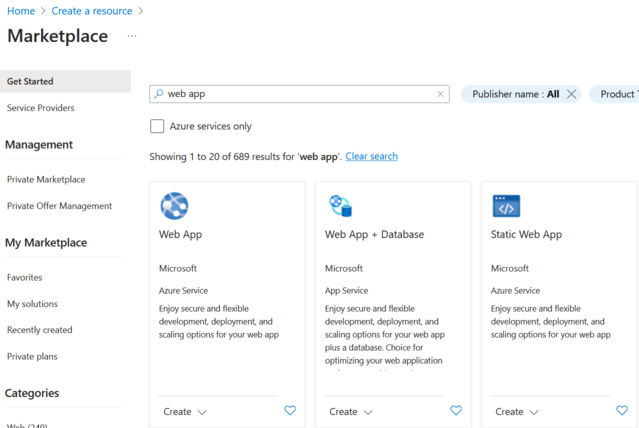 Home > Create a resource >
Marketplace ...
Get Started
Service Providers
Management
Private Marketplace
Private Offer Management
My Marketplace
Favorites
My solutions
Recently created
Private plans
Categories
web app
Publisher name : All
Product
Azure services only
Showing 1 to 20 of 689 results for 'web app'. Clear search
Web App
Microsoft
Azure Service
Enjoy secure and flexible
development, deployment, and
scaling options for your web app
Create
Web App + Database
Microsoft
App Service
Enjoy secure and flexible
development, deployment, and
scaling options for your web app
plus a database. Choice for
optimizing your web application
Create
Static Web App
Microsoft
Azure Service
Enjoy secure and flexible
development, deployment, and
scaling options for your web app
Create